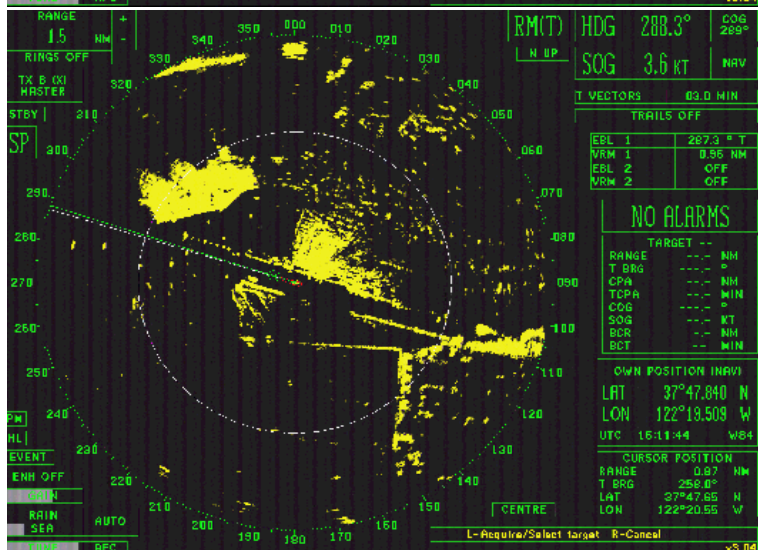 RANGE
1.5 NM
+
-
RINGS OFF
TX B (X)
MASTER
STBY
SP
PM
HL
EVENT
ENH OFF
GAIN
RAIN
SEA
AUTO
000
010
020
030
040
050
060
070
080
090
100
110
120
130
140
150
160
180
190
200
210
220
230
240
250
260
270
280
290
300
310
320
330
340
350
CENTRE
RM(T)
N UP
HDG 288.3°
COG
289°
SOG 3.6 KT
NAV
T VECTORS 03.0 MIN
TRAILS OFF
EBL 1 287.3 ° T
VRM 1 0.95 NM
EBL 2 OFF
VRM 2 OFF
NO ALARMS
TARGET --
RANGE ---.- NM
T BRG ---.- °
CPA ---.- NM
TCPA ---.- MIN
COG ---.- °
SOG ---.- KT
BCR --.-- NM
BCT --.-- MIN
OWN POSITION (NAV)
LAT 37°47.840 N
LON 122°19.509 W
UTC 16:11:44 W84
CURSOR POSITION
RANGE 0.87 NM
T BRG 258.0°
LAT 37°47.65 N
LON 122°20.55 W
L-Acquire/Select target R-Cancel